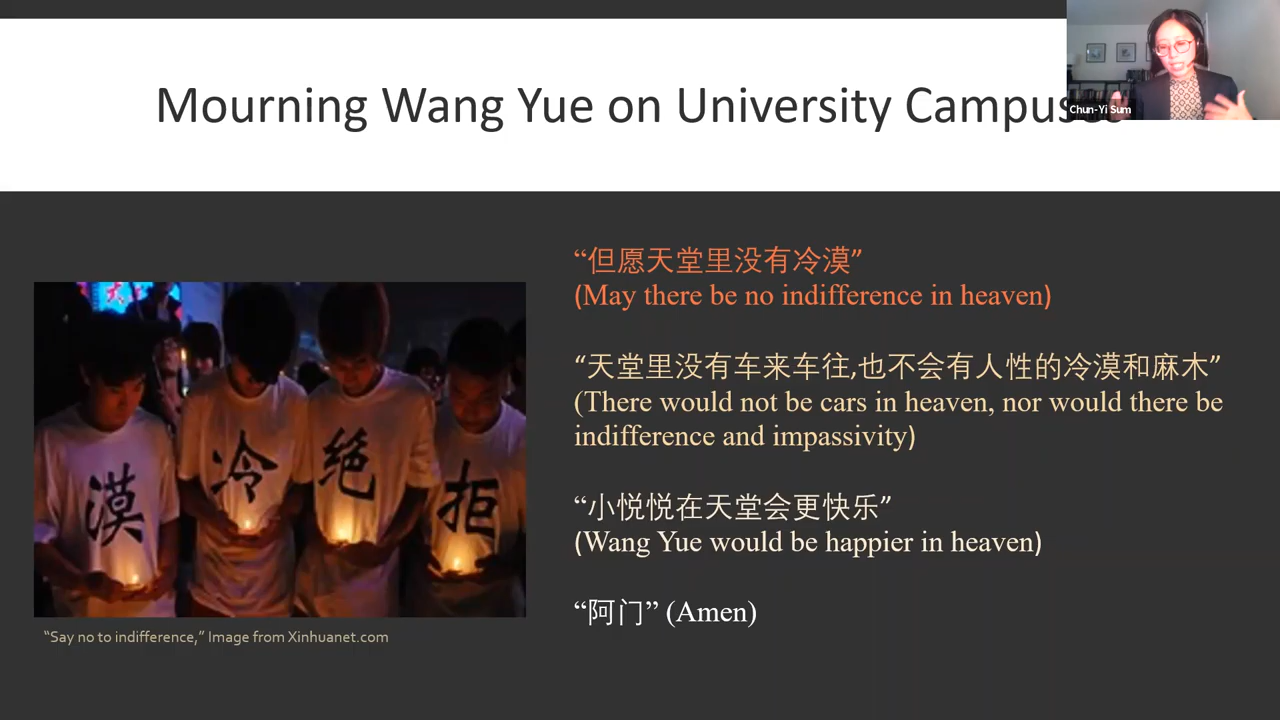 Mourning Wang Yue on University Campus
Chun-Yi Sum
“但愿天堂里没有冷漠”
(May there be no indifference in heaven)
“天堂里没有车来车往,也不会有人性的冷漠和麻木”
(There would not be cars in heaven, nor would there be
indifference and impassivity)
“小悦悦在天堂会更快乐”
(Wang Yue would be happier in heaven)
“阿门” (Amen)
漠 冷 绝 拒
“Say no to indifference,” Image from Xinhuanet.com